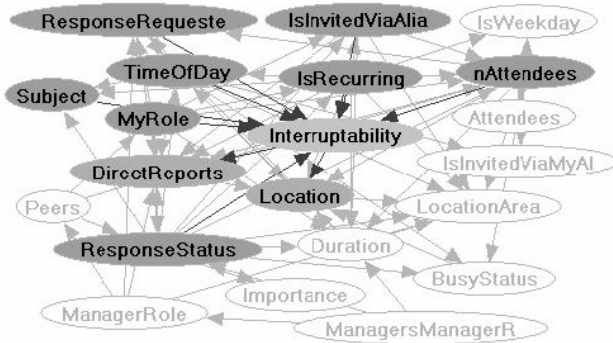 ResponseRequeste
IsInvitedViaAlia
IsWeekday
TimeOfDay
IsRecurring
nAttendees
Subject
MyRole
Attendees
Interruptability
DirectReports
IsInvitedViaMyAl
Peers
Location
LocationArea
ResponseStatus
Duration
BusyStatus
Importance
ManagerRole
ManagersManagerR